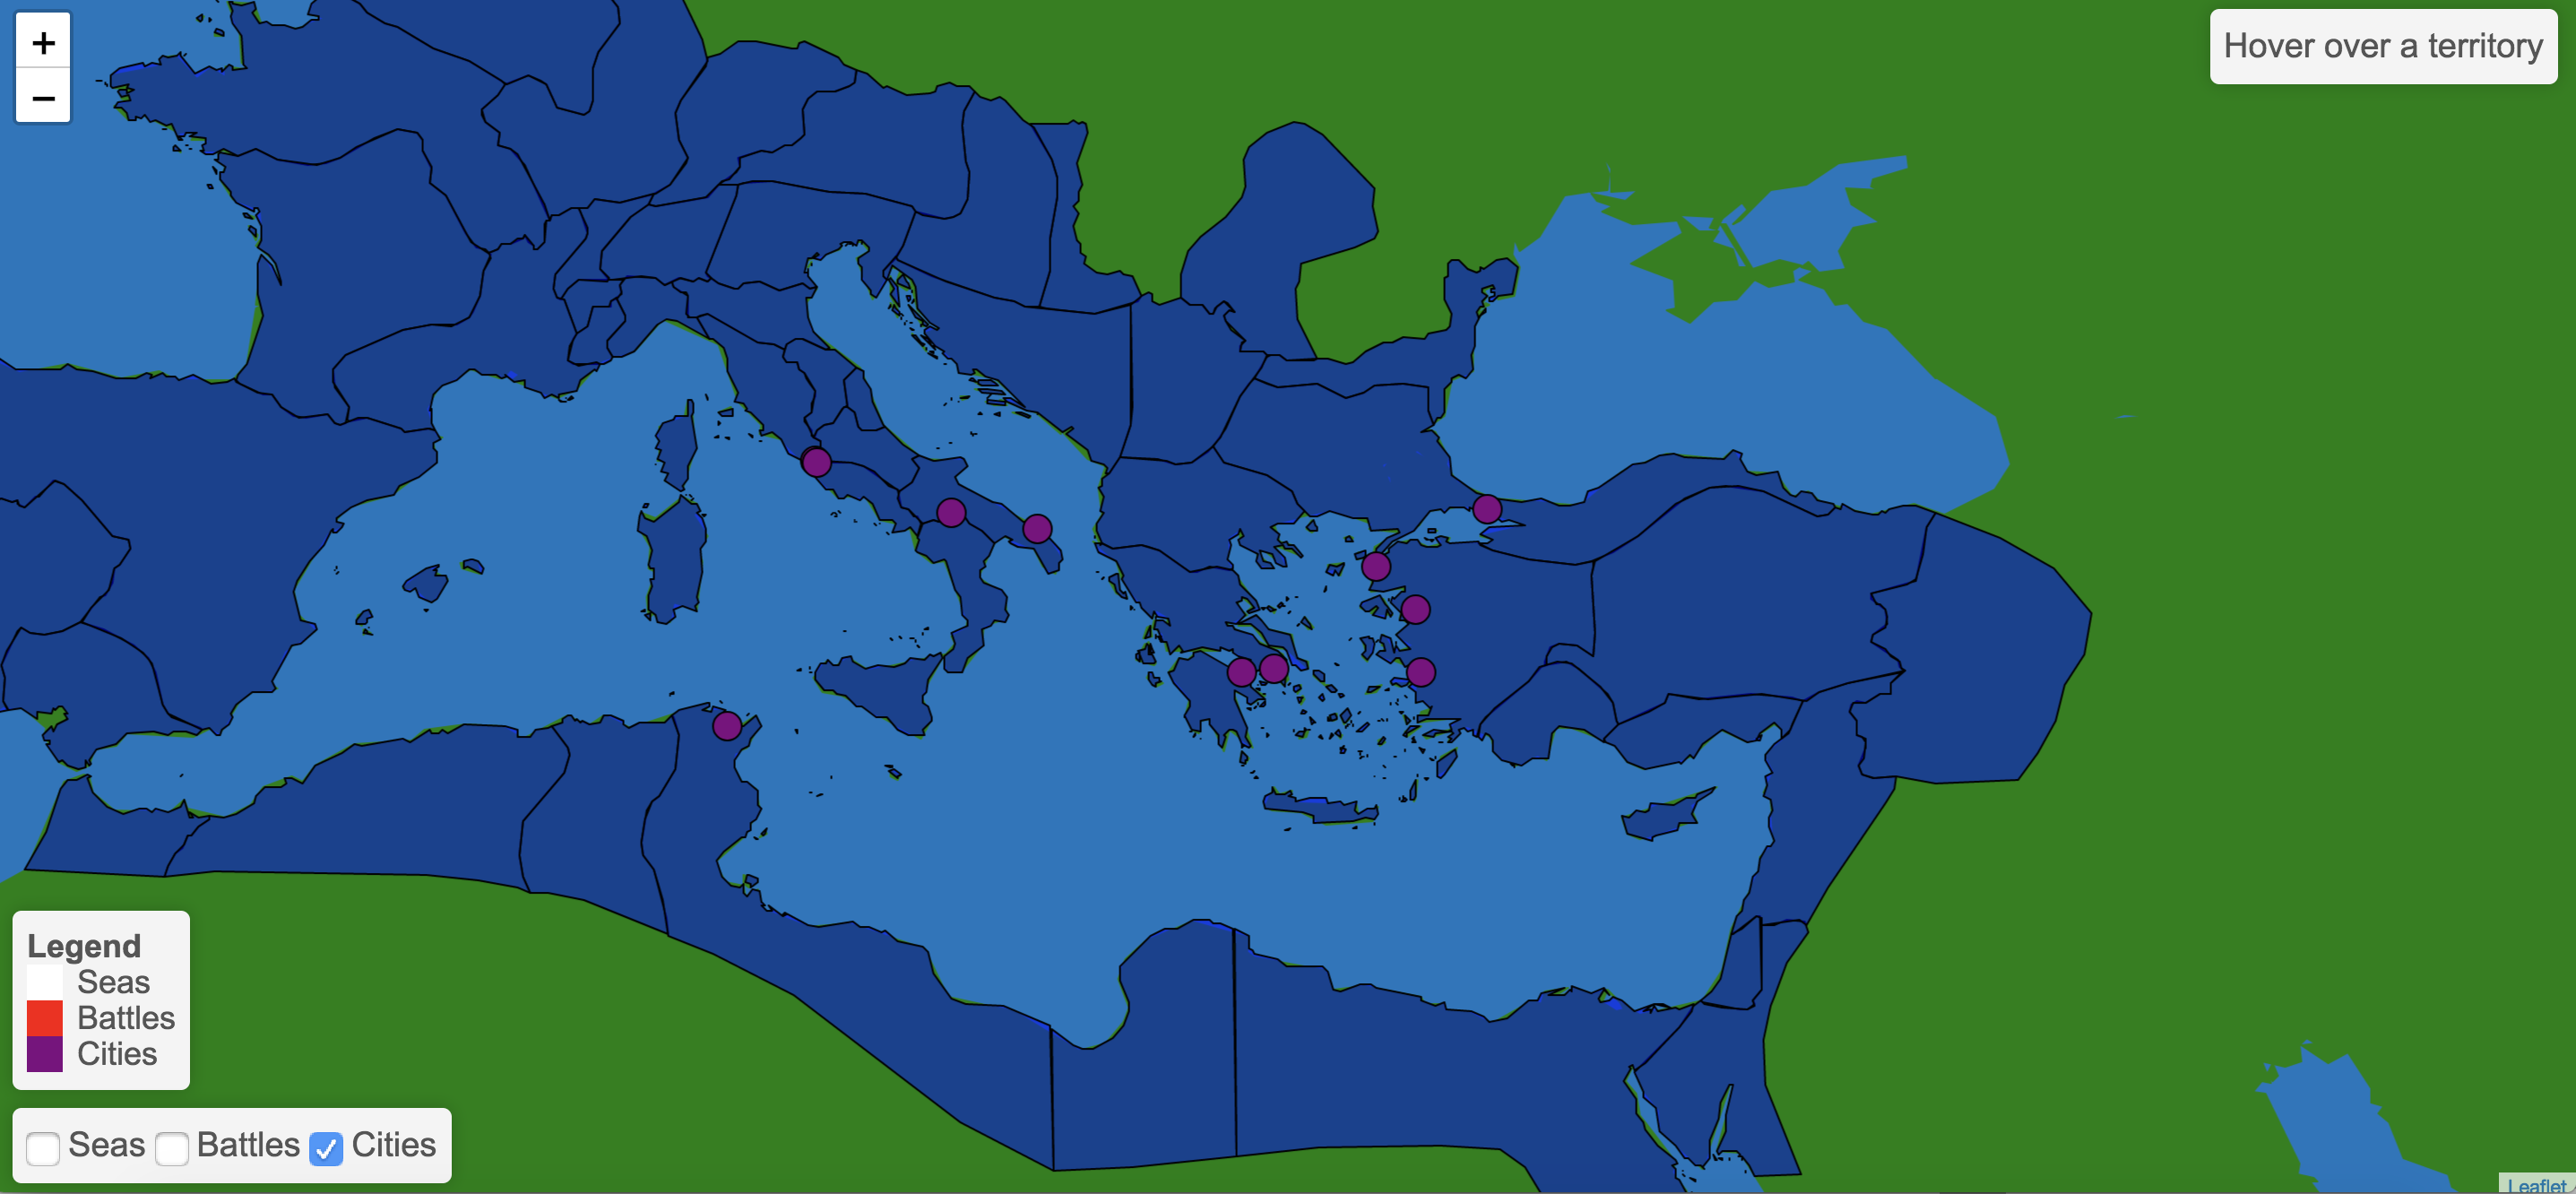 +
−
Hover over a territory
Legend
Seas
Battles
Cities
Seas Battles Cities
Leaflet